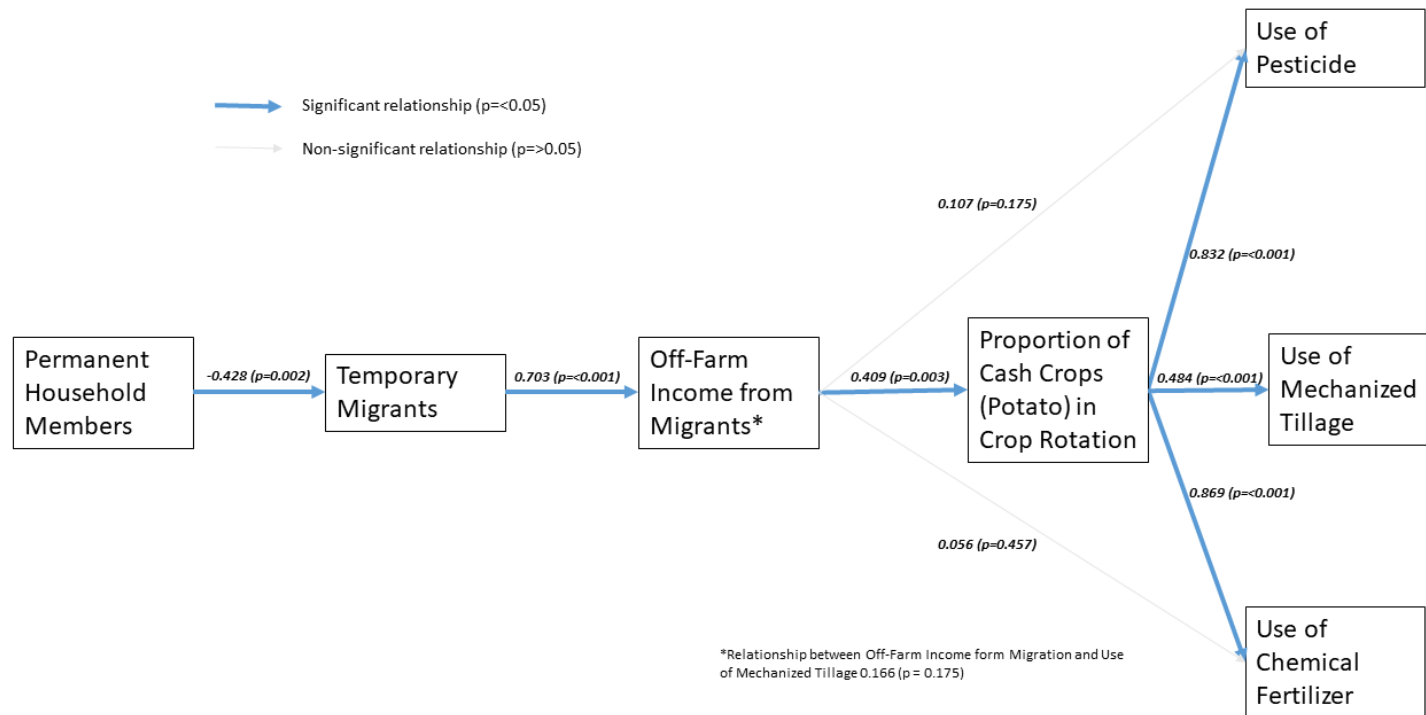 Use of
Pesticide
Significant relationship (p=<0.05)
Non-significant relationship (p=>0.05)
0.107 (p=0.175)
0.832 (p=<0.001)
Permanent
Household
Members
-0.428 (p=0.002)
Temporary
Migrants
0.703 (p=<0.001)
Off-Farm
Income from
Migrants*
0.409 (p=0.003)
Proportion of
Cash Crops
(Potato) in
Crop Rotation
0.484 (p=<0.001)
Use of
Mechanized
Tillage
0.869 (p=<0.001)
0.056 (p=0.457)
*Relationship between Off-Farm Income form Migration and Use
of Mechanized Tillage 0.166 (p = 0.175)
Use of
Chemical
Fertilizer